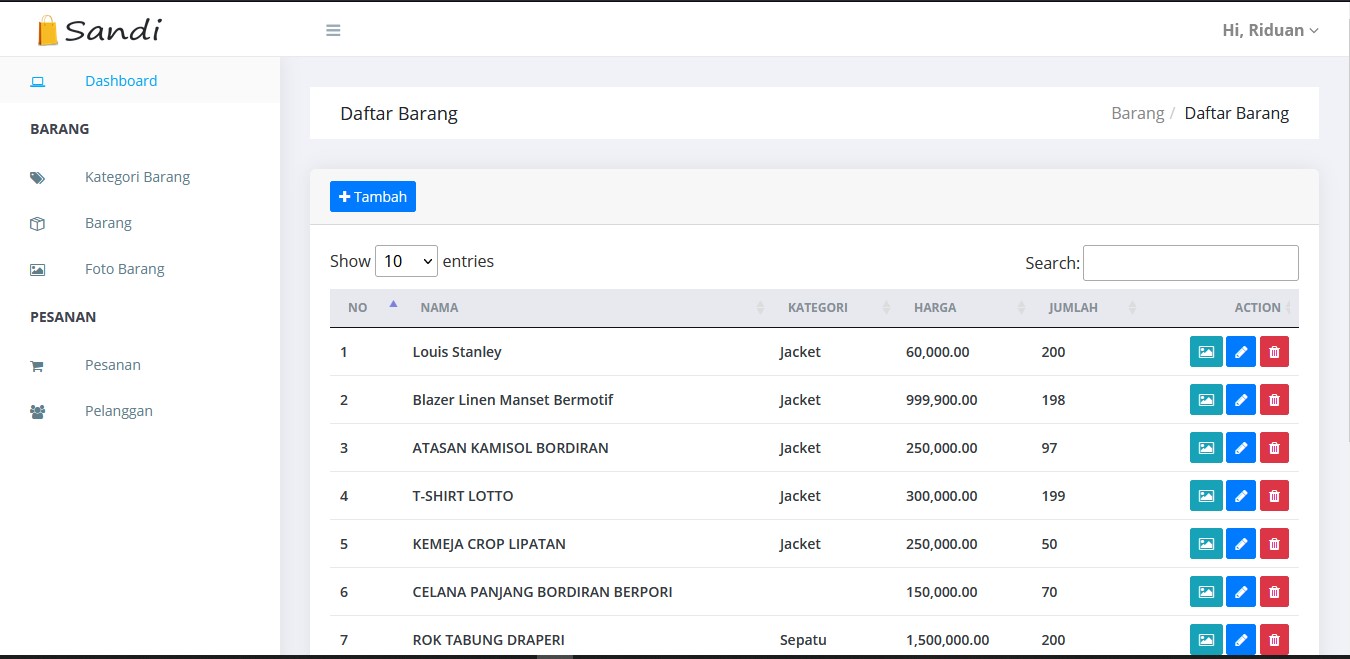 Sandi
Hi, Riduan
Dashboard
BARANG
Kategori Barang
Barang
Foto Barang
PESANAN
Pesanan
Pelanggan
Daftar Barang
Barang / Daftar Barang
Tambah
Show 10 entries
Search:
NO NAMA KATEGORI HARGA JUMLAH ACTION
1 Louis Stanley Jacket 60,000.00 200
2 Blazer Linen Manset Bermotif Jacket 999,900.00 198
3 ATASAN KAMISOL BORDIRAN Jacket 250,000.00 97
4 T-SHIRT LOTTO Jacket 300,000.00 199
5 KEMEJA CROP LIPATAN Jacket 250,000.00 50
6 CELANA PANJANG BORDIRAN BERPORI 150,000.00 70
7 ROK TABUNG DRAPERI Sepatu 1,500,000.00 200